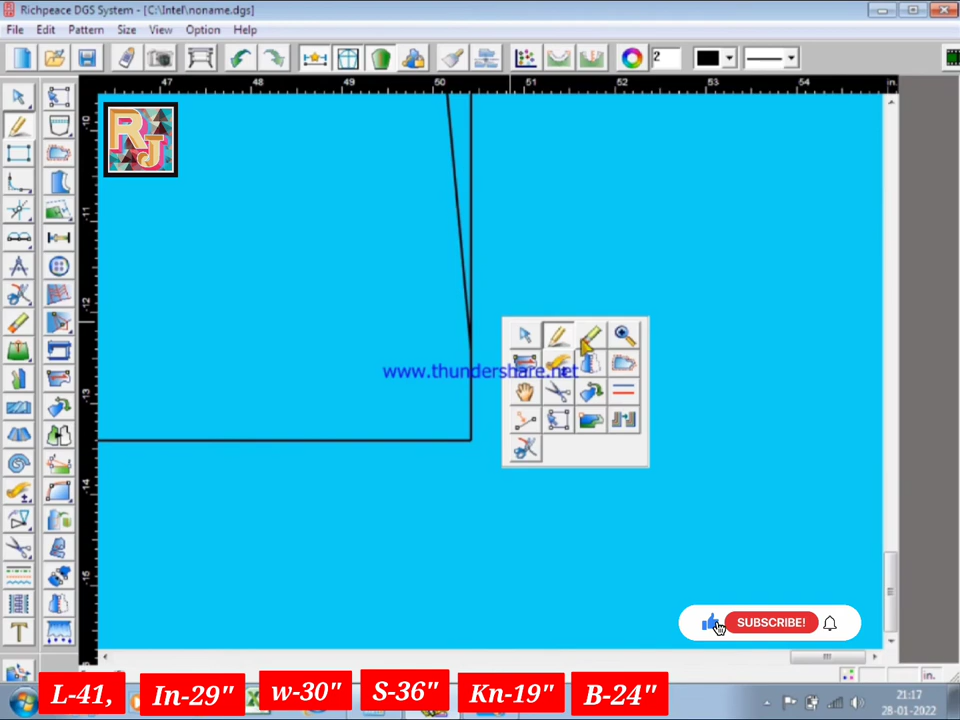 Richpeace DGS System - [C:\Intel\noname.dgs]
File Edit Pattern Size View Option Help
2
47 48 49 50 51 52 53 54 in.
RJ
-10
-11
-12
-13
-14
-15
www.thundershare.net
T
SUBSCRIBE!
in.
L-41, In-29" w-30" S-36" Kn-19" B-24"
21:17
28-01-2022